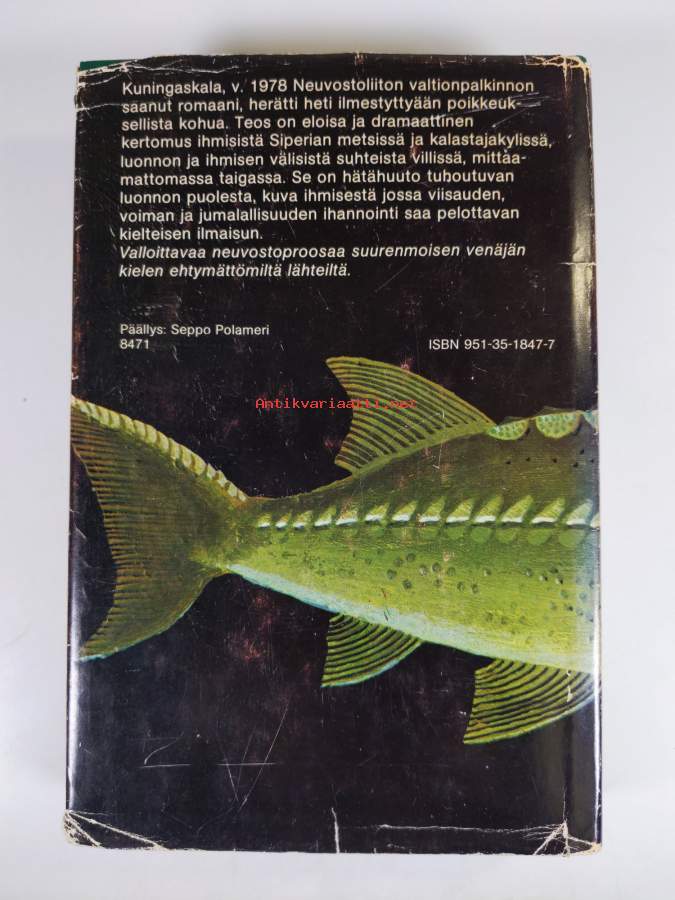 Kuningaskala, v. 1978 Neuvostoliiton valtionpalkinnon
saanut romaani, herätti heti ilmestyttyään poikkeuk-
sellista kohua. Teos on eloisa ja dramaattinen
kertomus ihmisistä Siperian metsissä ja kalastajakylissä,
luonnon ja ihmisen välisistä suhteista villissä, mittaa-
mattomassa taigassa. Se on hätähuuto tuhoutuvan
luonnon puolesta, kuva ihmisestä jossa viisauden,
voiman ja jumalallisuuden ihannointi saa pelottavan
kielteisen ilmaisun.
Valloittavaa neuvostoproosaa suurenmoisen venäjän
kielen ehtymättömiltä lähteiltä.
Päällys: Seppo Polameri
8471
ISBN 951-35-1847-7
Antikvariaatti.net